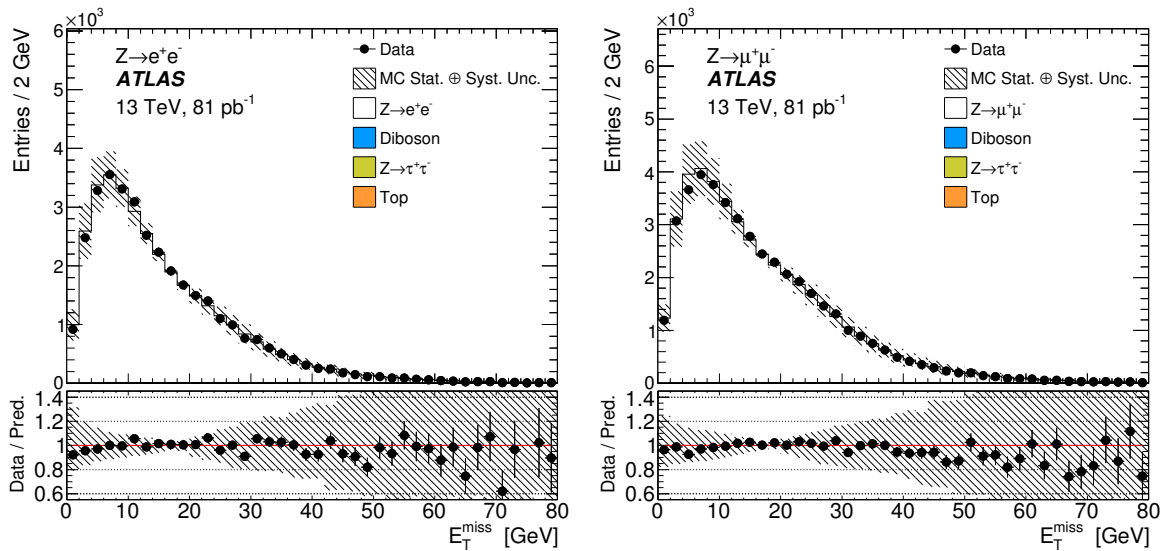 ×10³
Entries / 2 GeV
6
5
4
3
2
1
0
Z→e⁺e⁻
ATLAS
13 TeV, 81 pb⁻¹
Data
MC Stat. ⊕ Syst. Unc.
Z→e⁺e⁻
Diboson
Z→τ⁺τ⁻
Top
Data / Pred.
1.4
1.2
1
0.8
0.6
0 10 20 30 40 50 60 70 80
E_T^miss [GeV]
×10³
Entries / 2 GeV
6
5
4
3
2
1
0
Z→μ⁺μ⁻
ATLAS
13 TeV, 81 pb⁻¹
Data
MC Stat. ⊕ Syst. Unc.
Z→μ⁺μ⁻
Diboson
Z→τ⁺τ⁻
Top
Data / Pred.
1.4
1.2
1
0.8
0.6
0 10 20 30 40 50 60 70 80
E_T^miss [GeV]